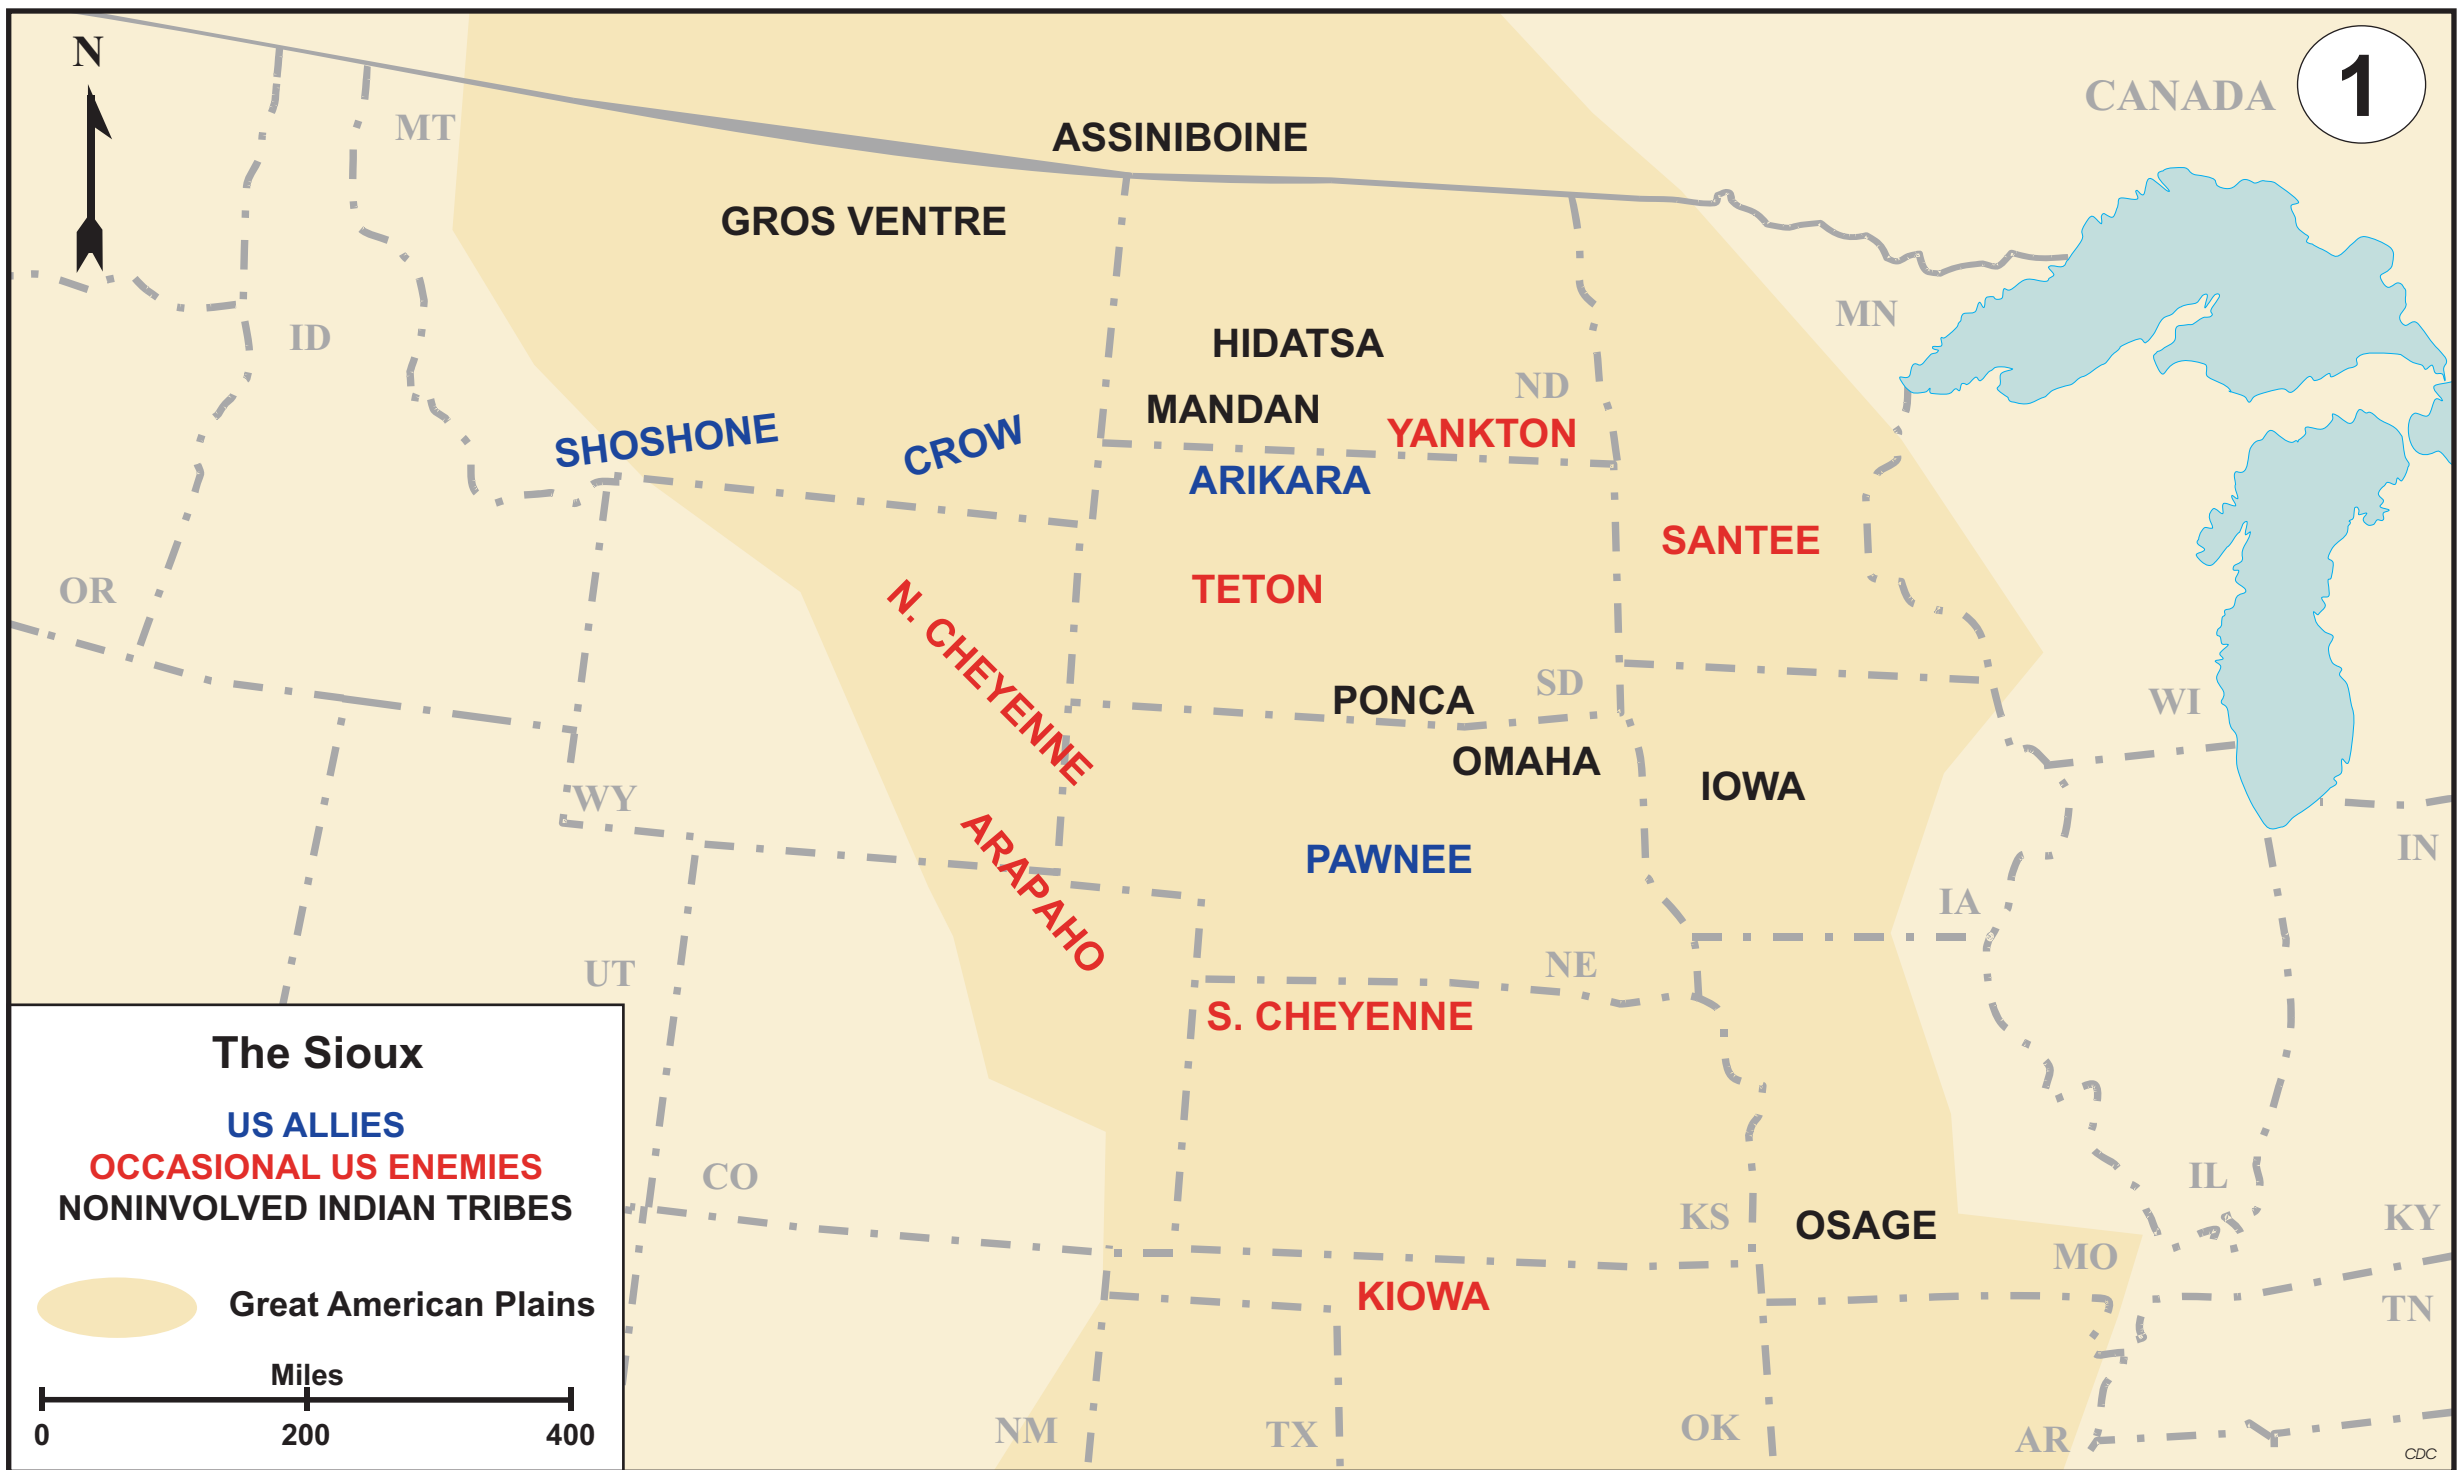 N
1
CANADA
MT
ASSINIBOINE
GROS VENTRE
MN
ID
HIDATSA
ND
MANDAN
SHOSHONE
CROW
YANKTON
ARIKARA
SANTEE
OR
TETON
N. CHEYENNE
SD
PONCA
WI
OMAHA
IOWA
WY
IN
PAWNEE
ARAPAHO
IA
UT
NE
S. CHEYENNE
CO
IL
KS
OSAGE
KY
MO
KIOWA
TN
NM
TX
OK
AR
The Sioux
US ALLIES
OCCASIONAL US ENEMIES
NONINVOLVED INDIAN TRIBES
Great American Plains
Miles
0 200 400
CDC